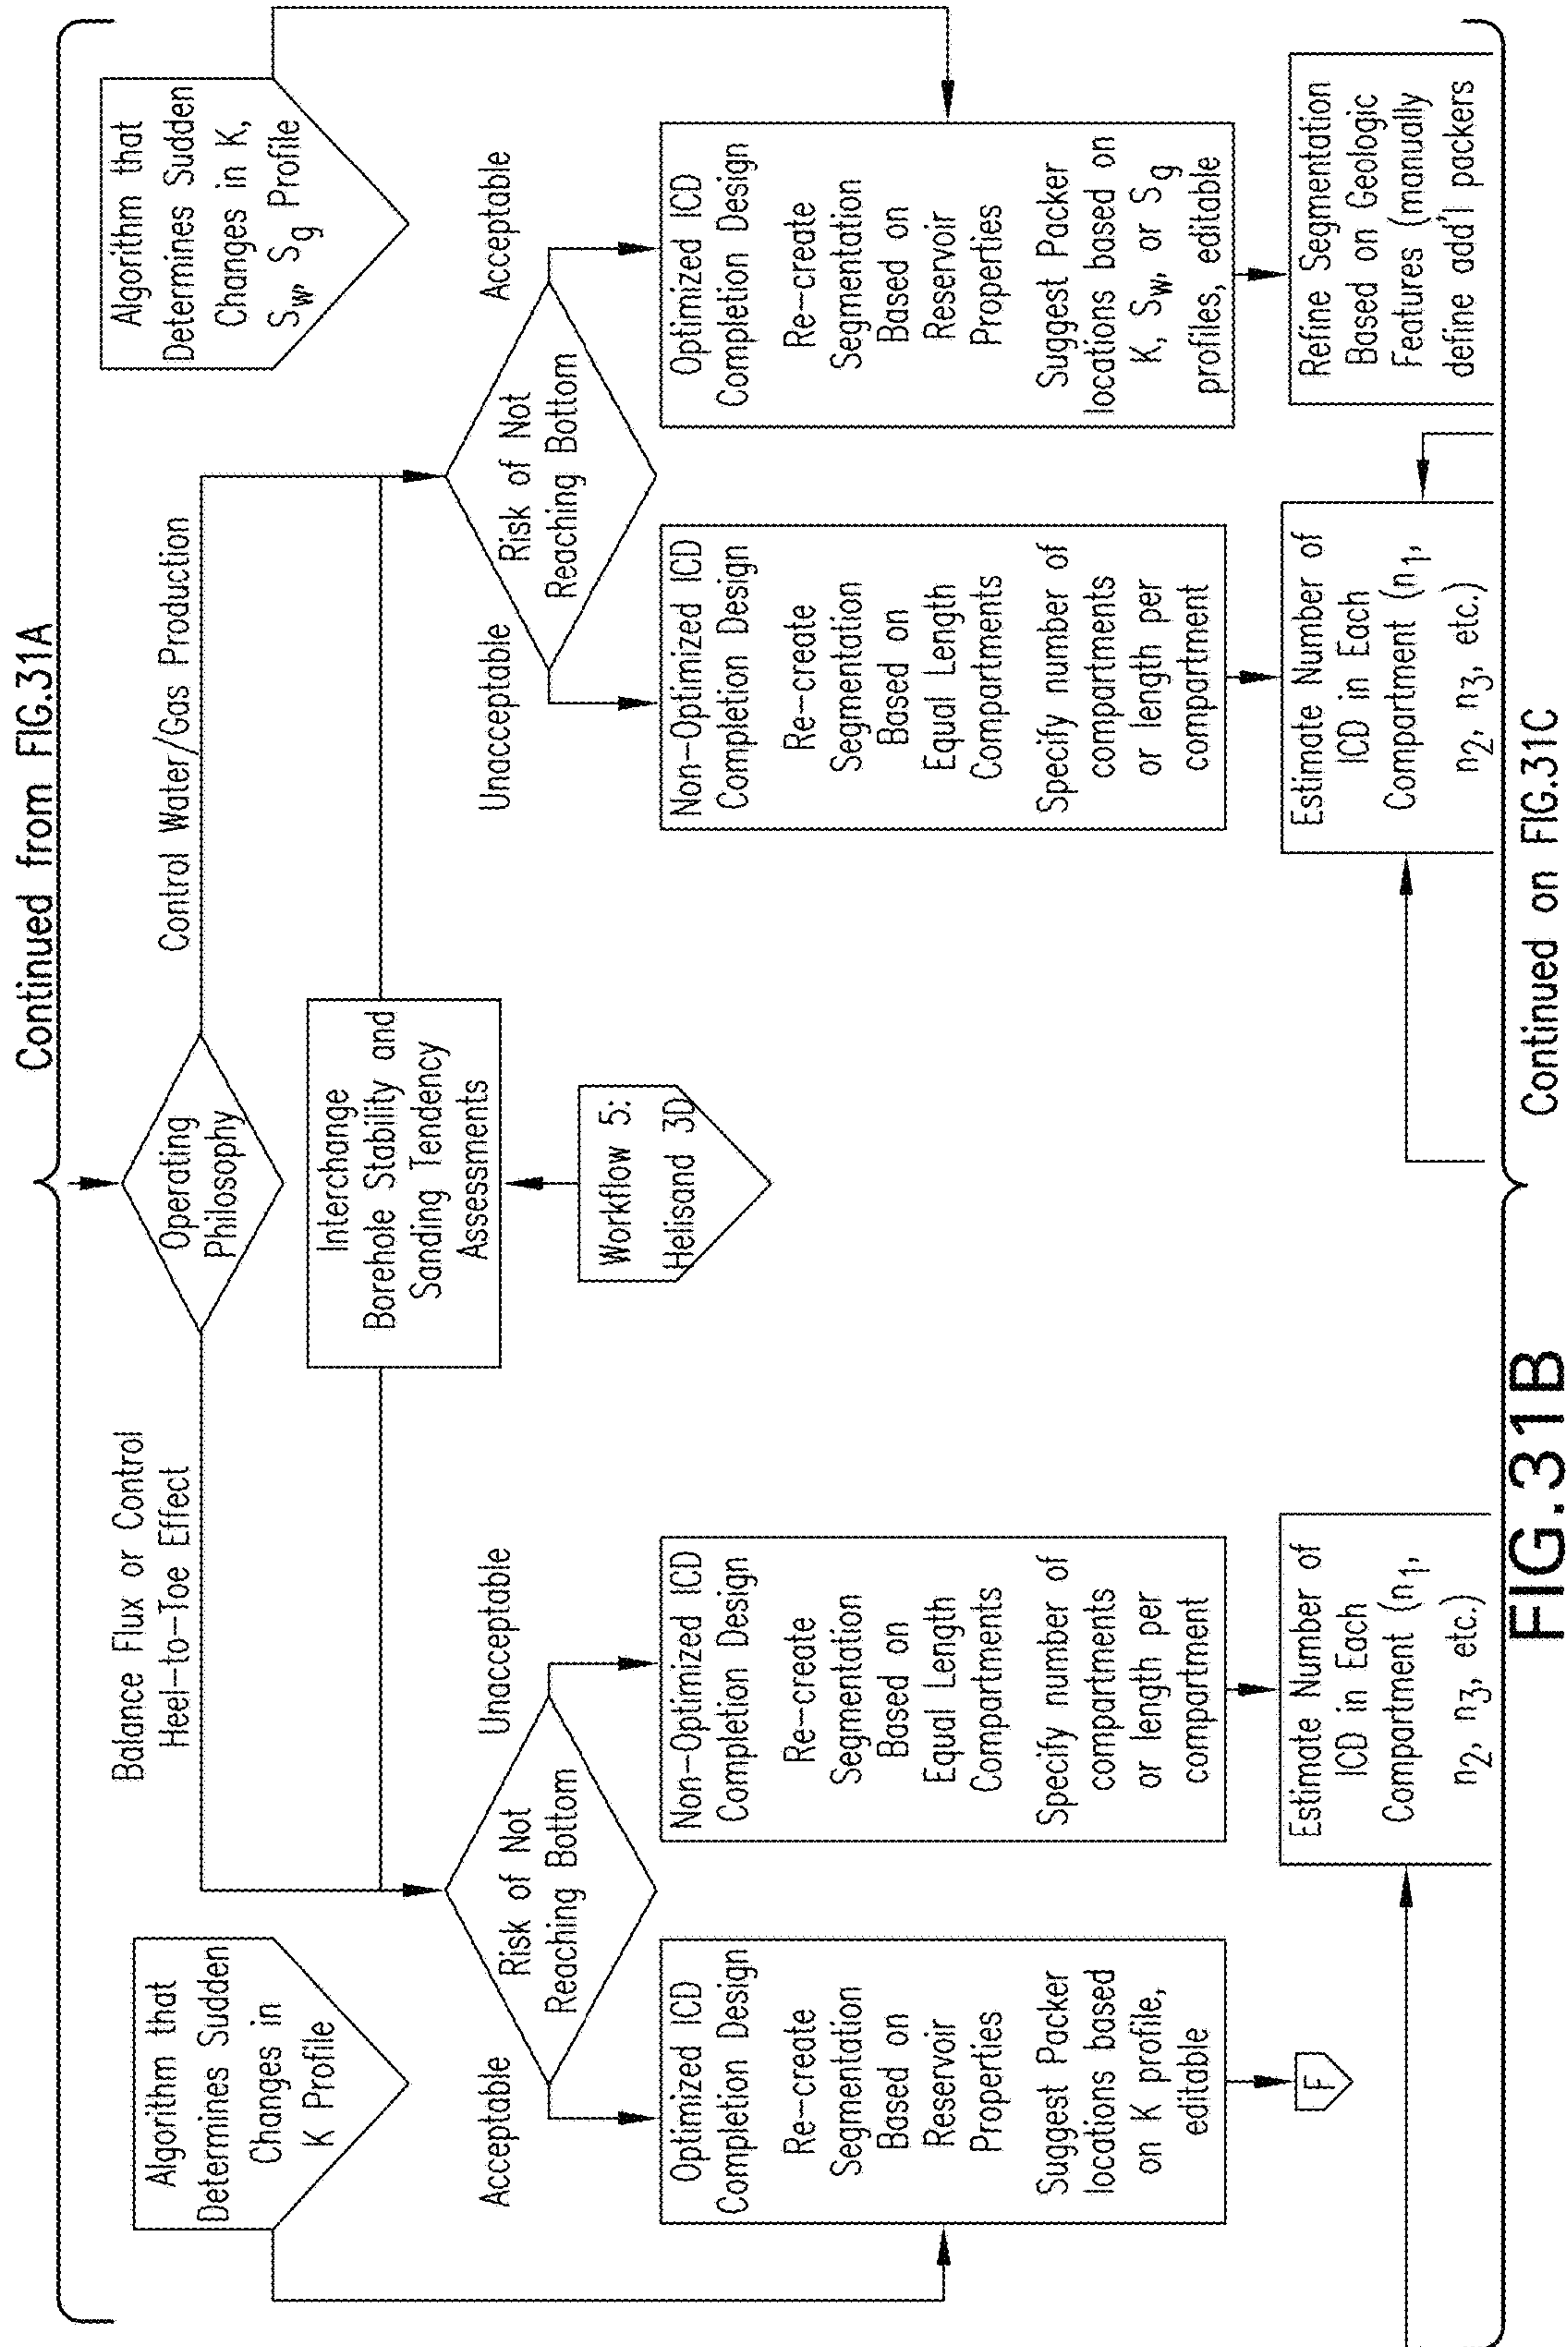 Continued from FIG.31A
Operating
Philosophy
Balance Flux or Control
Heel-to-Toe Effect
Control Water/Gas Production
Algorithm that
Determines Sudden
Changes in
K Profile
Interchange
Borehole Stability and
Sanding Tendency
Assessments
Algorithm that
Determines Sudden
Changes in K,
Sw, Sg Profile
Workflow 5:
Helisand 3D
Acceptable
Risk of Not
Reaching Bottom
Unacceptable
Unacceptable
Risk of Not
Reaching Bottom
Acceptable
Optimized ICD
Completion Design
Re-create
Segmentation
Based on
Reservoir
Properties
Suggest Packer
locations based
on K profile,
editable
Non-Optimized ICD
Completion Design
Re-create
Segmentation
Based on
Equal Length
Compartments
Specify number of
compartments
or length per
compartment
Non-Optimized ICD
Completion Design
Re-create
Segmentation
Based on
Equal Length
Compartments
Specify number of
compartments
or length per
compartment
Optimized ICD
Completion Design
Re-create
Segmentation
Based on
Reservoir
Properties
Suggest Packer
locations based on
K, Sw, or Sg
profiles, editable
F
Estimate Number of
ICD in Each
Compartment (n1,
n2, n3, etc.)
Estimate Number of
ICD in Each
Compartment (n1,
n2, n3, etc.)
Refine Segmentation
Based on Geologic
Features (manually
define add'l packers
FIG.31B
Continued on FIG.31C